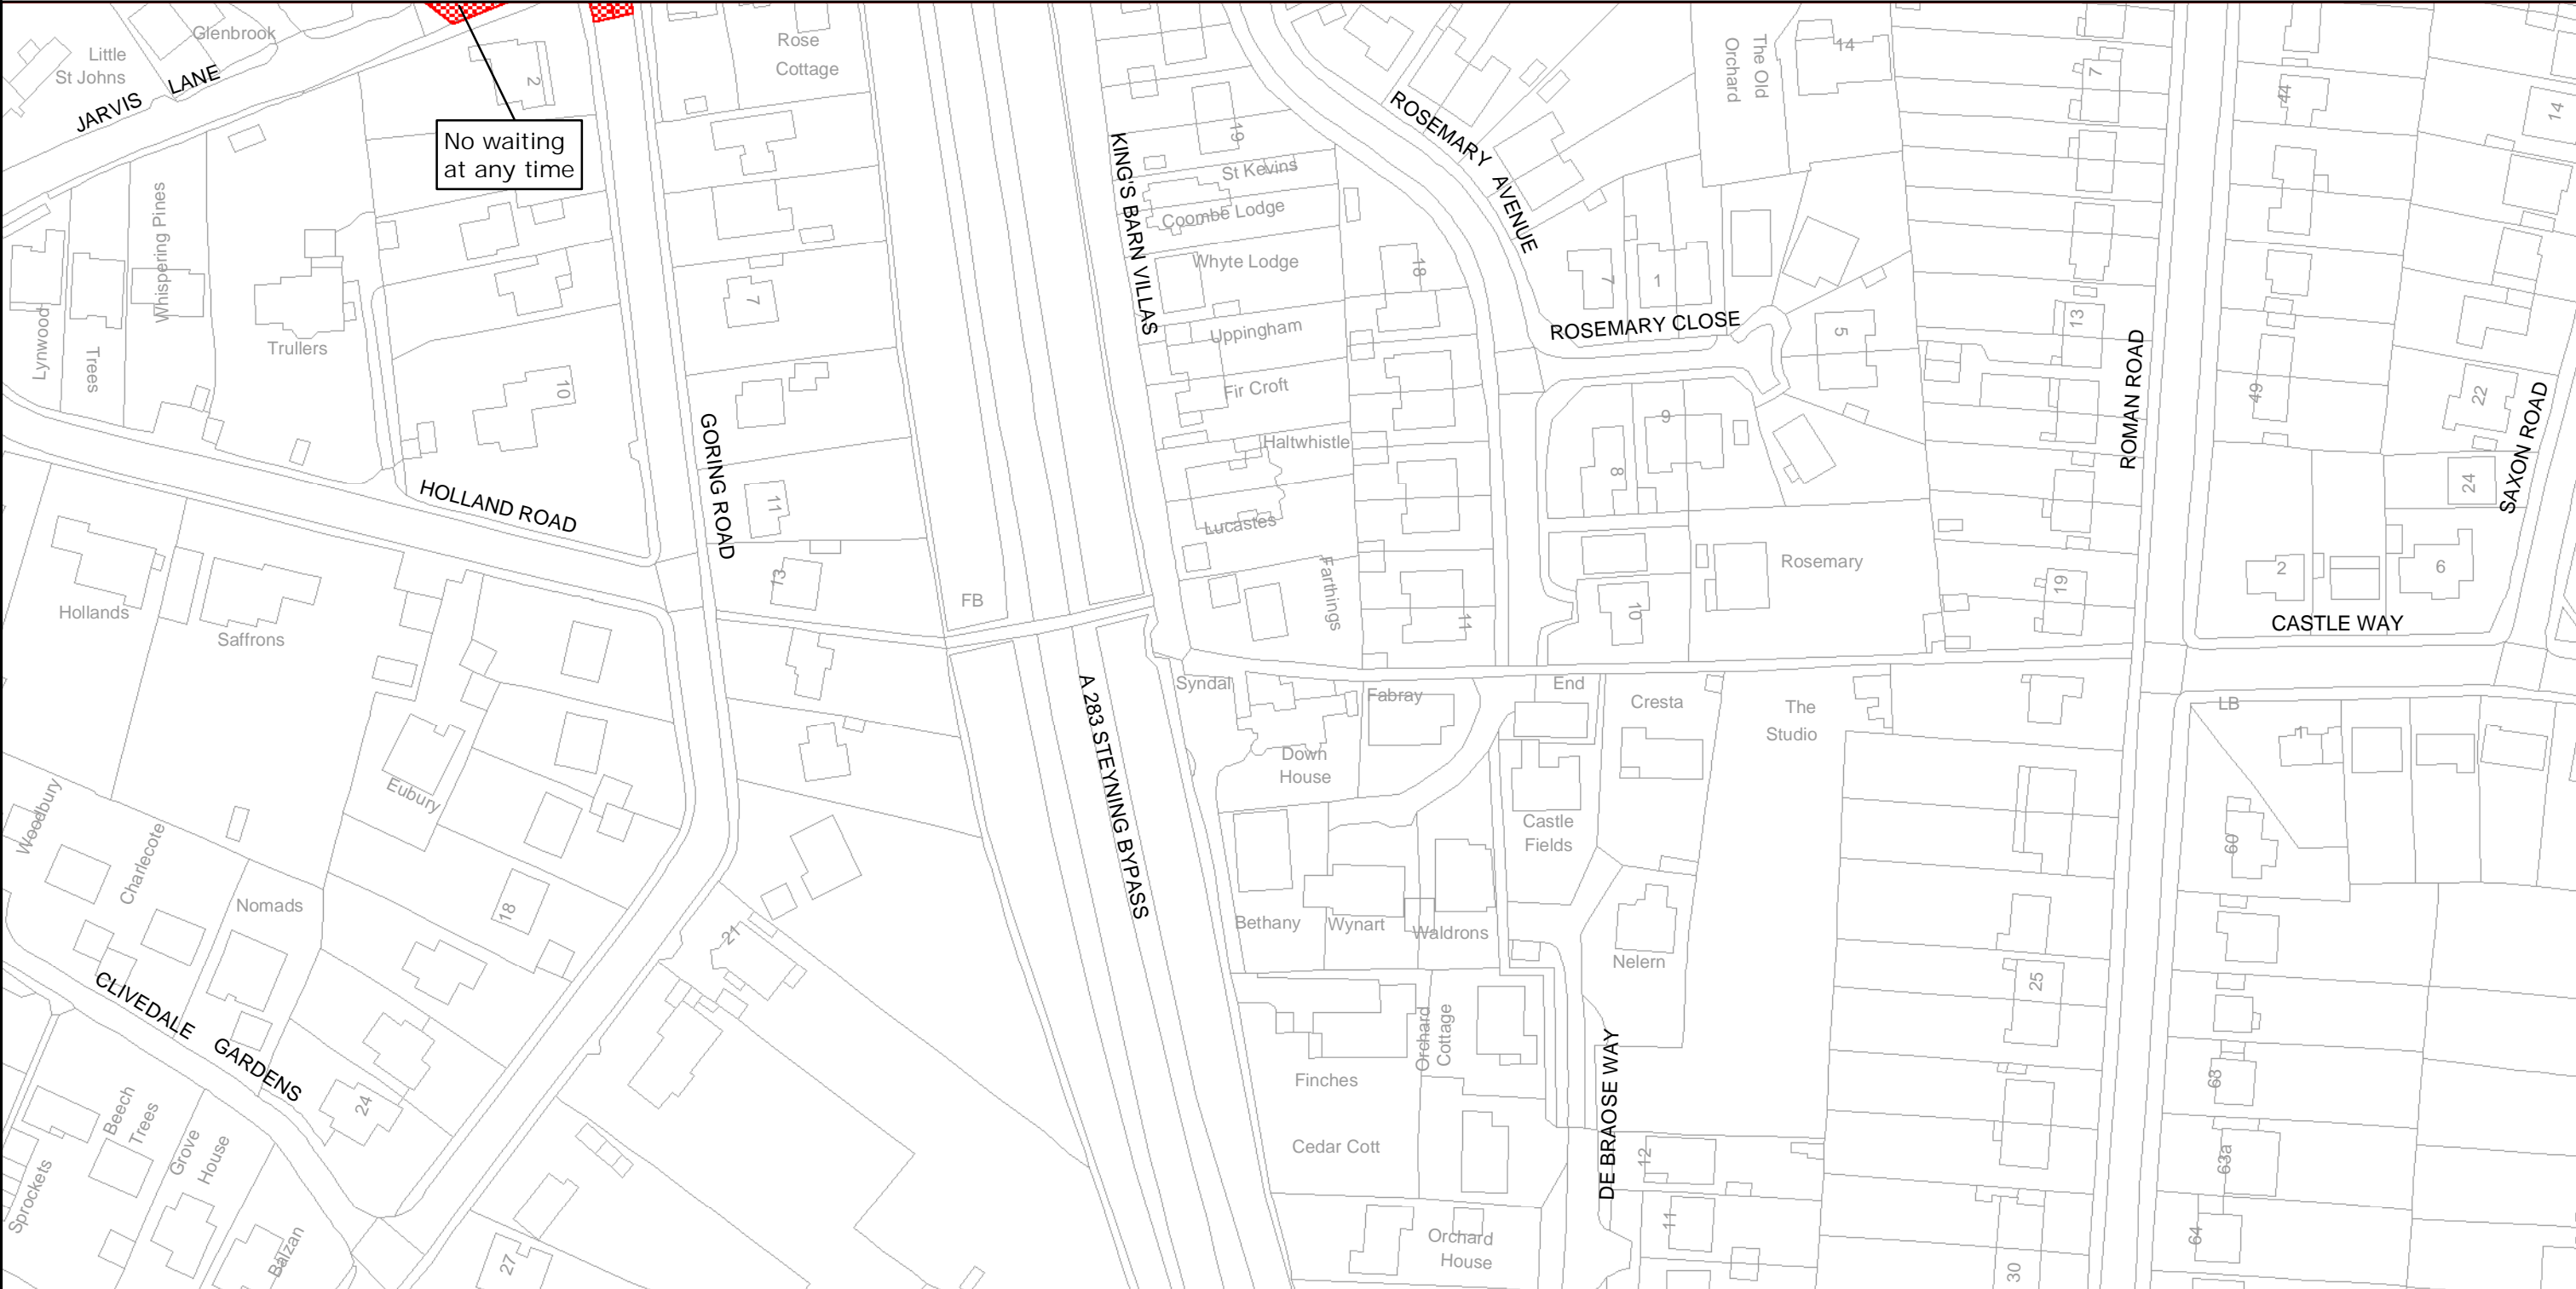 Glenbrook
Little
St Johns
JARVIS LANE
2
No waiting
at any time
Rose
Cottage
KING'S BARN VILLAS
19
St Kevins
Coombe Lodge
Whyte Lodge
Uppingham
Fir Croft
Haltwhistle
Lucastes
Farthings
18
11
ROSEMARY AVENUE
The Old
Orchard
14
7
1
ROSEMARY CLOSE
5
9
8
10
Rosemary
7
13
19
ROMAN ROAD
44
49
14
22
24
SAXON ROAD
2
6
CASTLE WAY
LB
1
Whispering Pines
Lynwood
Trees
Trullers
10
HOLLAND ROAD
GORING ROAD
7
11
13
FB
Hollands
Saffrons
Eubury
18
21
Woodbury
Charlecote
Nomads
CLIVEDALE GARDENS
24
Beech
Trees
Grove
House
Sprockets
Balzan
27
A 283 STEYNING BYPASS
Syndal
Fabray
Down
House
End
Cresta
The
Studio
Castle
Fields
Bethany
Wynart
Waldrons
Nelern
Finches
Orchard
Cottage
Cedar Cott
Orchard
House
DE BRAOSE WAY
12
11
25
30
60
63
63a
64